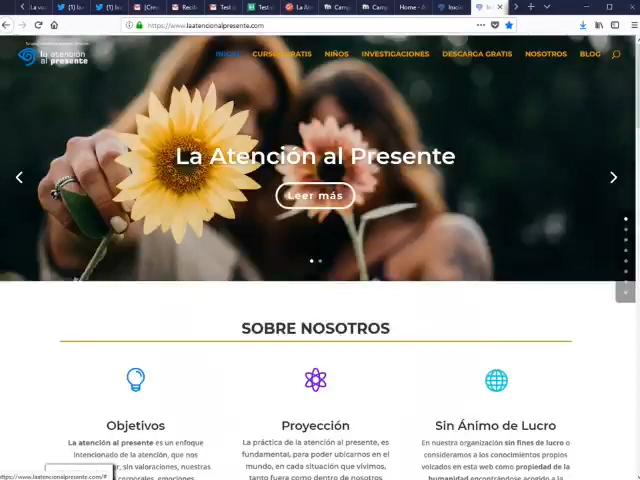 La voz
https://www.laatencionalpresente.com
la atención
al presente
INICIO
CURSOS GRATIS
NIÑOS
INVESTIGACIONES
DESCARGA GRATIS
NOSOTROS
BLOG
La Atención al Presente
Leer más
SOBRE NOSOTROS
Objetivos
La atención al presente es un enfoque
intencionado de la atención, que nos
sin valoraciones, nuestras
corporales, emociones
Proyección
La práctica de la atención al presente, es
fundamental, para poder ubicarnos en el
mundo, en cada situación que vivimos,
tanto fuera como dentro de nosotros.
Sin Ánimo de Lucro
En nuestra organización sin fines de lucro o
consideramos a los conocimientos propios
volcados en esta web como propiedad de la
humanidad encontrándose acogido a la
https://www.laatencionalpresente.com/#